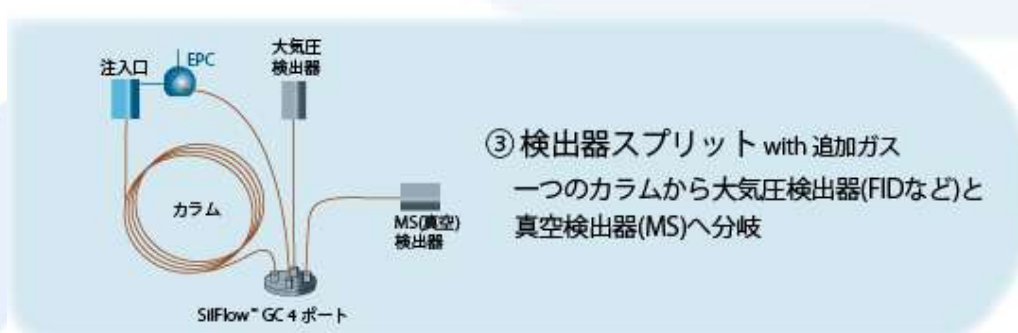 注入口
EPC
大気圧
検出器
カラム
MS(真空)
検出器
SilFlow™ GC 4 ポート
③ 検出器スプリット with 追加ガス
一つのカラムから大気圧検出器(FIDなど)と
真空検出器(MS)へ分岐